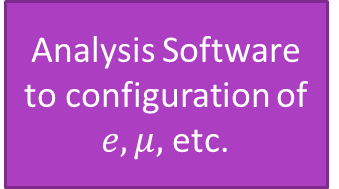 Analysis Software
to configuration of
e, μ, etc.